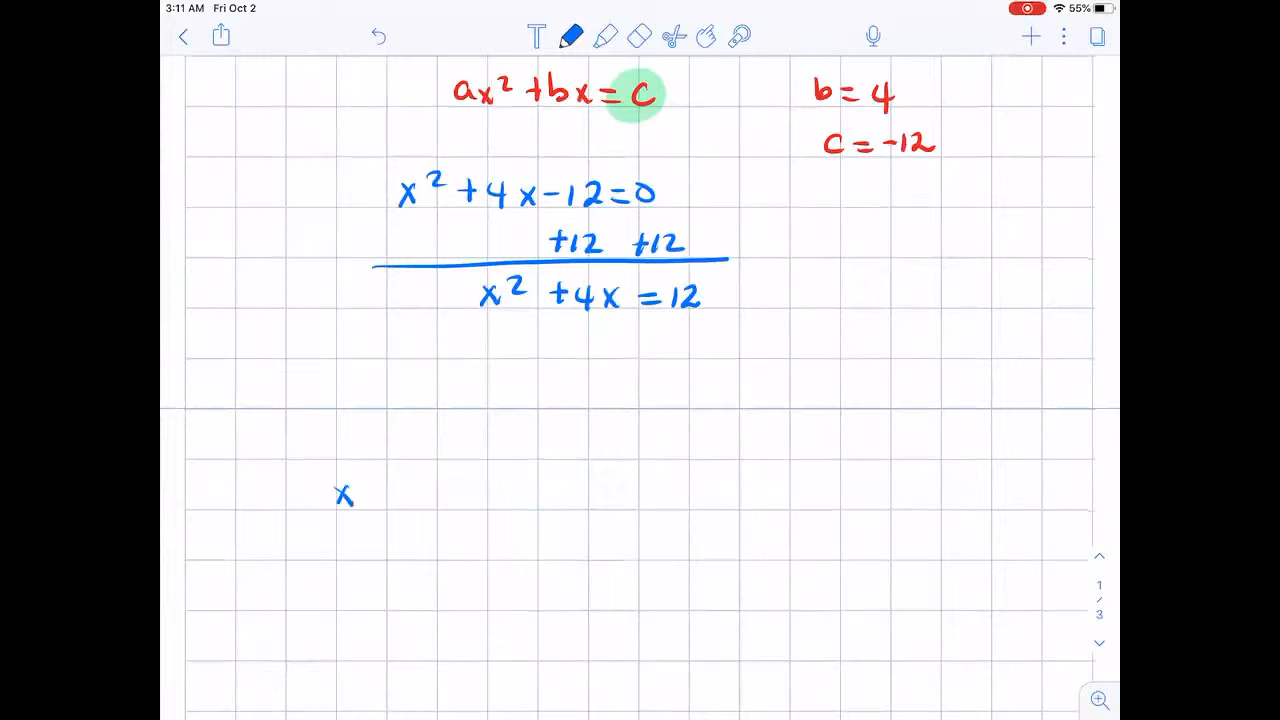 3:11 AM Fri Oct 2 55%
T
ax² + bx = c b = 4
c = -12
x² + 4x - 12 = 0
+12 +12
x² + 4x = 12
x
1
/
3